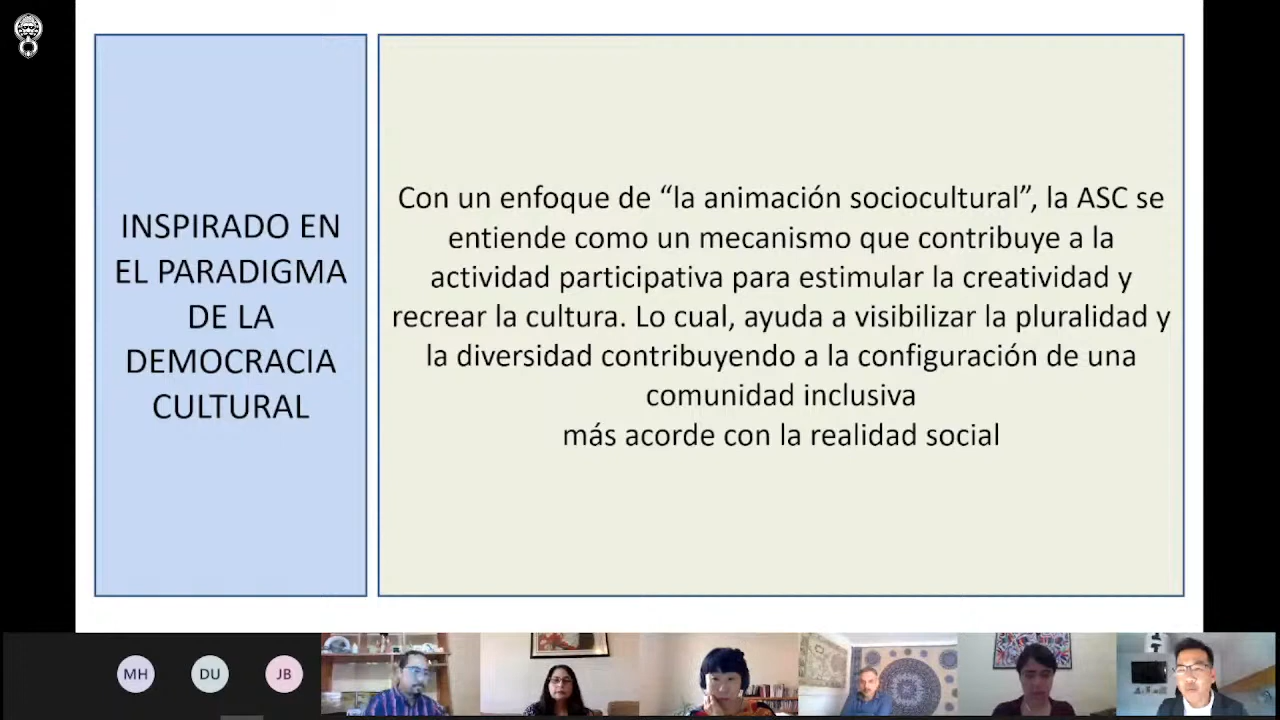 INSPIRADO EN
EL PARADIGMA
DE LA
DEMOCRACIA
CULTURAL
Con un enfoque de “la animación sociocultural”, la ASC se
entiende como un mecanismo que contribuye a la
actividad participativa para estimular la creatividad y
recrear la cultura. Lo cual, ayuda a visibilizar la pluralidad y
la diversidad contribuyendo a la configuración de una
comunidad inclusiva
más acorde con la realidad social
MH
DU
JB